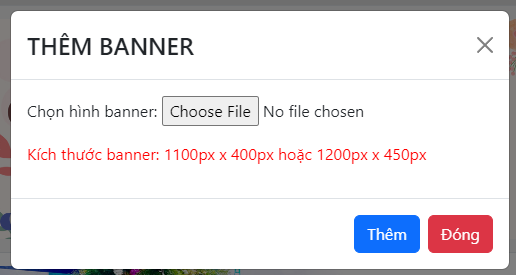 THÊM BANNER
Chọn hình banner: Choose File No file chosen
Kích thước banner: 1100px x 400px hoặc 1200px x 450px
Thêm Đóng